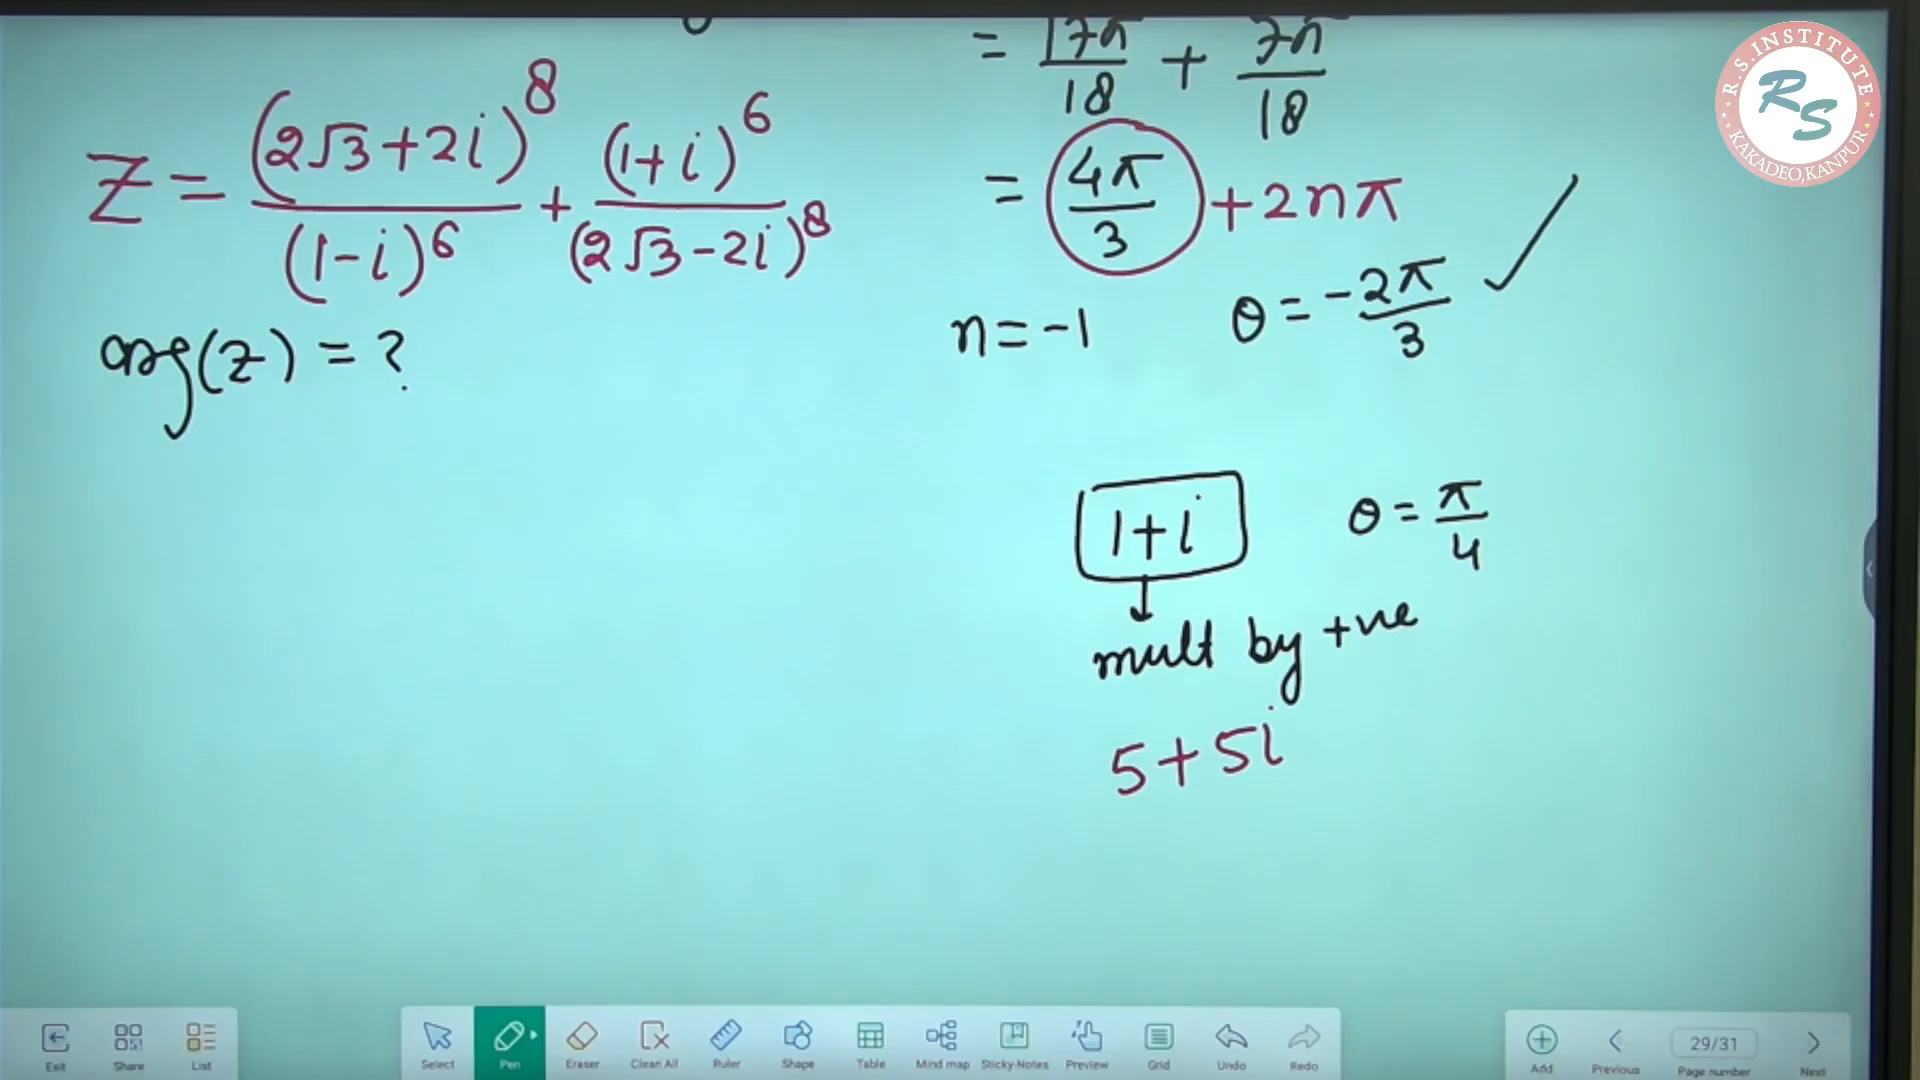 = 17π/18 + 7π/18
Z = (2√3+2i)^8/(1-i)^6 + (1+i)^6/(2√3-2i)^8
= 4π/3 + 2nπ
arg(z) = ?
n = -1 θ = -2π/3
1+i θ = π/4
mult by +ve
5+5i
R.S.INSTITUTE
RS
KAKADEO,KANPUR
Exit Share List Select Pen Eraser Clean All Ruler Shape Table Mind map Sticky Notes Preview Grid Undo Redo Add Previous 29/31 Page number Next